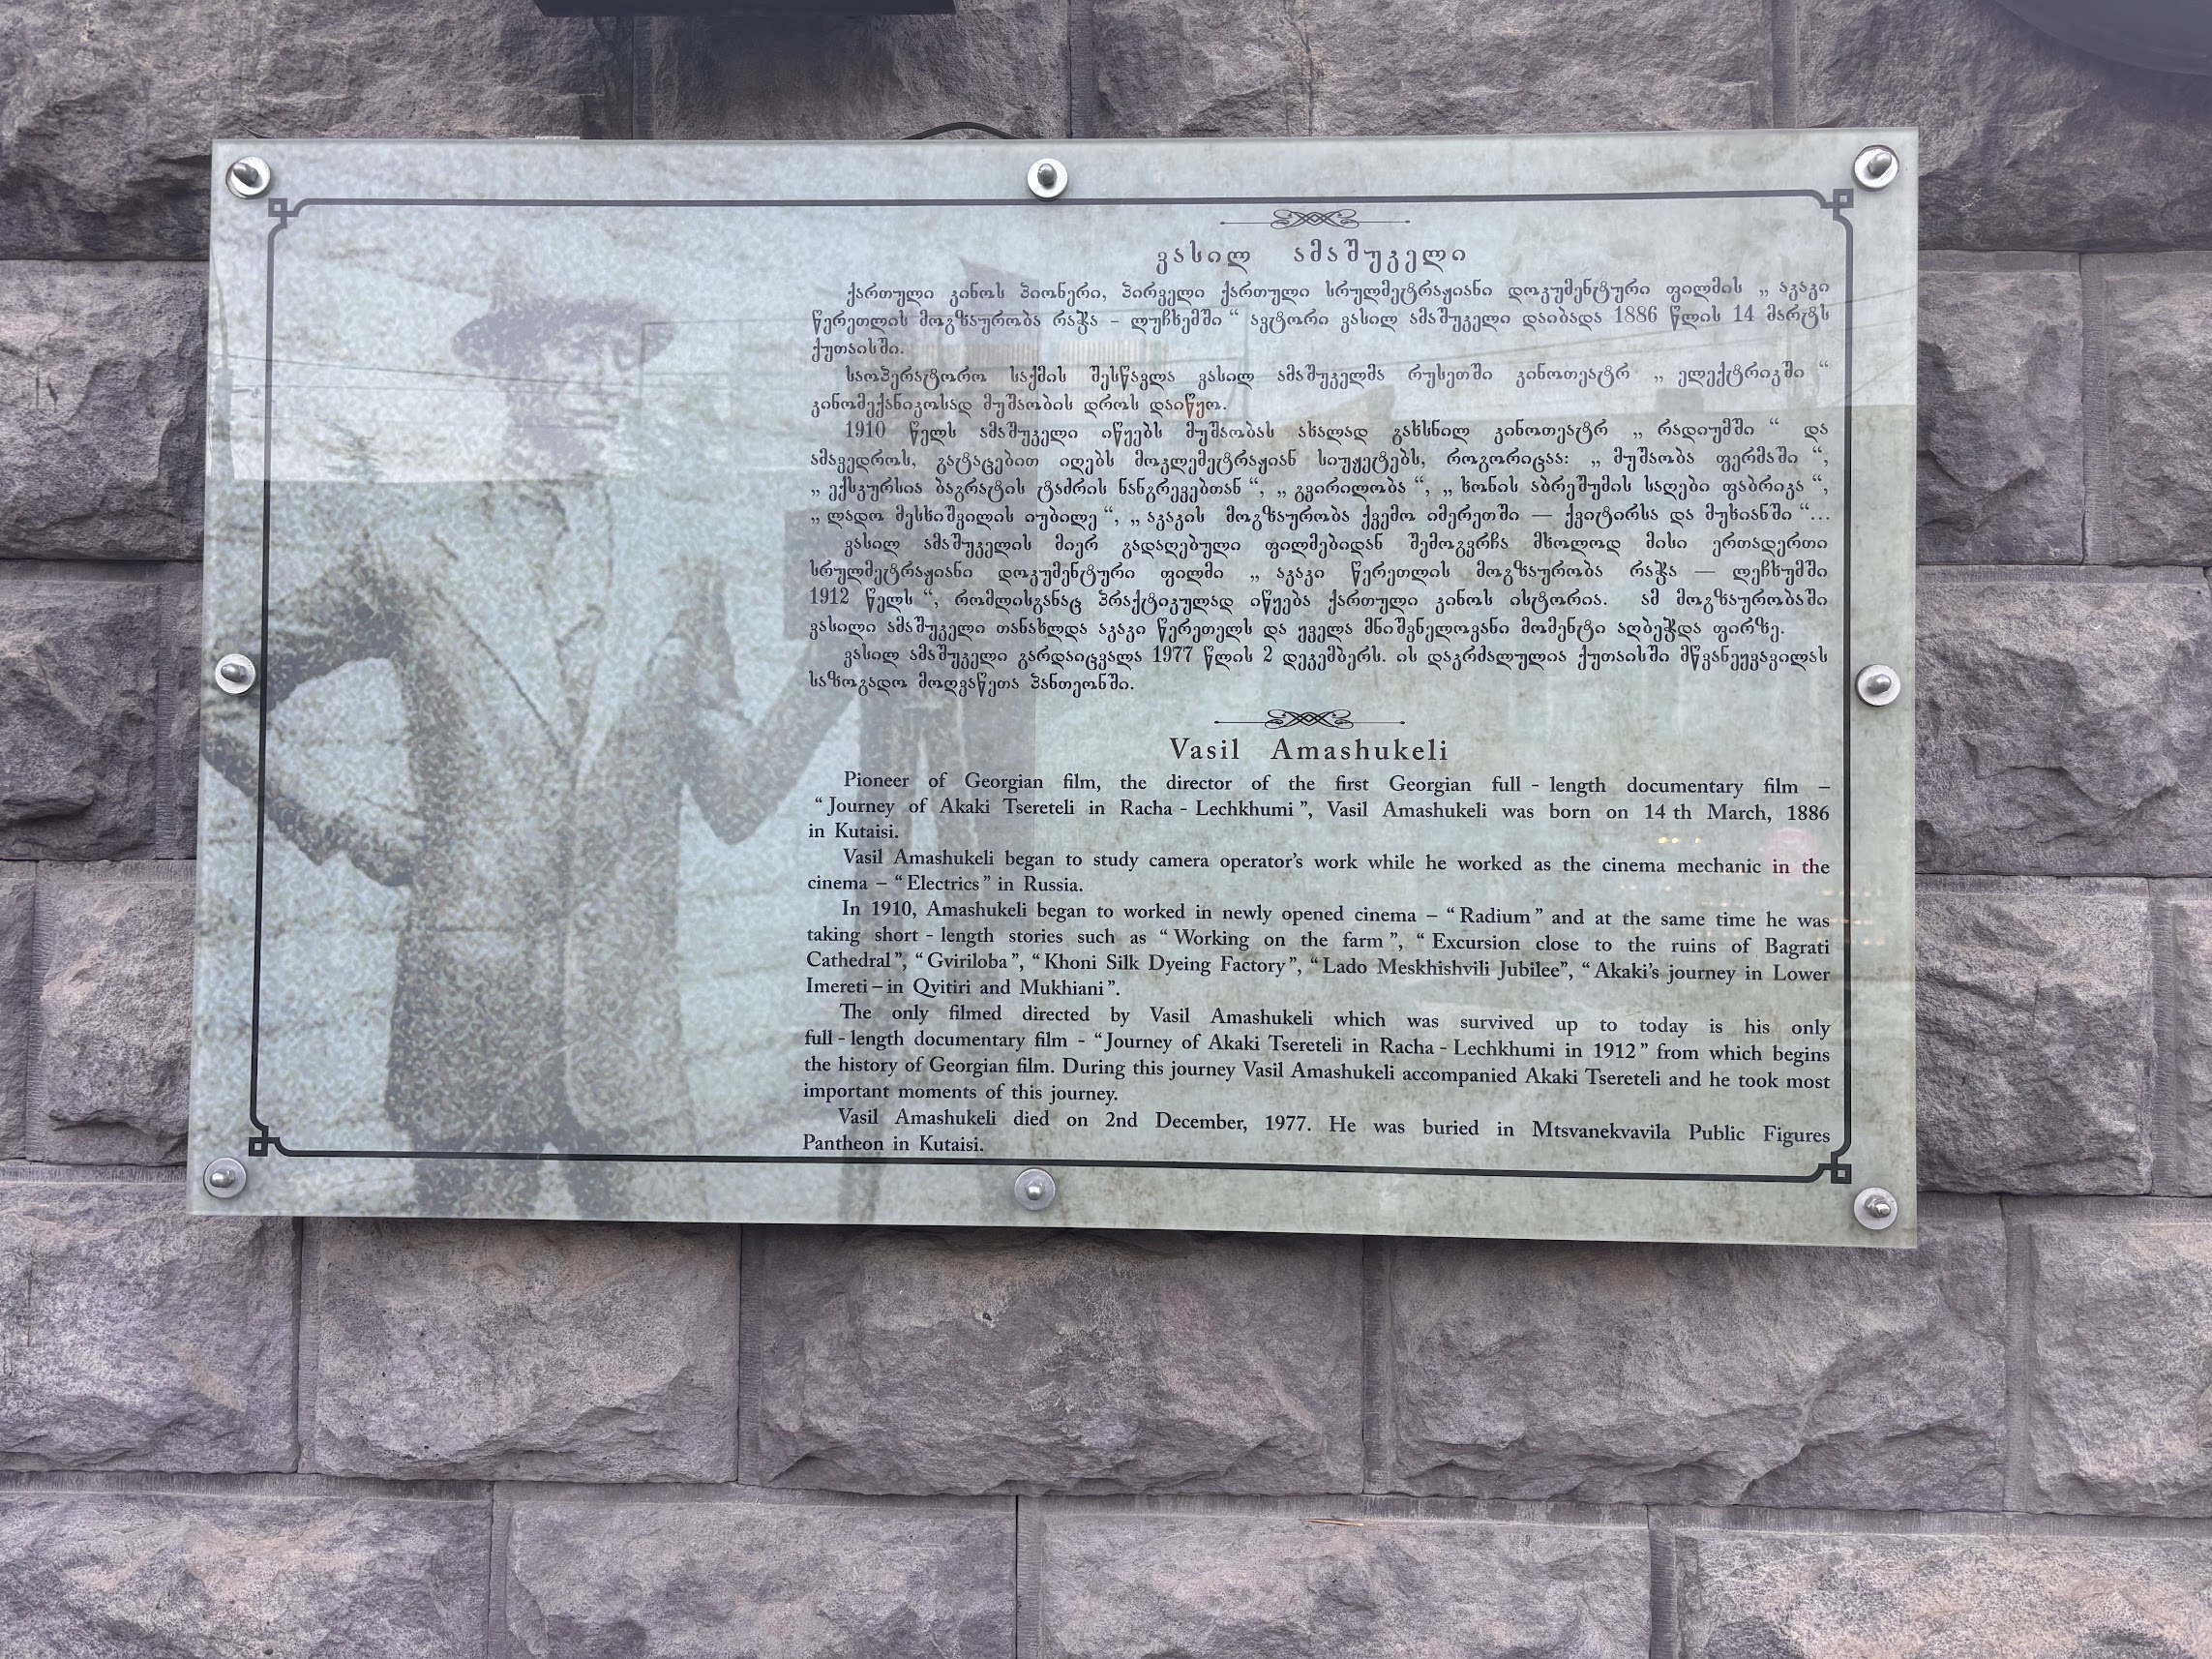 ვასილ ამაშუკელი
ქართული კინოს პიონერი, პირველი ქართული სრულმეტრაჟიანი დოკუმენტური ფილმის „ აკაკი
წერეთლის მოგზაურობა რაჭა - ლეჩხუმში “ ავტორი ვასილ ამაშუკელი დაიბადა 1886 წლის 14 მარტს
ქუთაისში.
საოპერატორო საქმის შესწავლა ვასილ ამაშუკელმა რუსეთში კინოთეატრ „ ელექტრიკში “
კინომექანიკოსად მუშაობის დროს დაიწყო.
1910 წელს ამაშუკელი იწყებს მუშაობას ახლად გახსნილ კინოთეატრ „ რადიუმში “ და
ამავედროს, გატაცებით იღებს მოკლემეტრაჟიან სიუჟეტებს, როგორიცაა: „ მუშაობა ფერმაში “,
„ ექსკურსია ბაგრატის ტაძრის ნანგრევებთან “, „ გვირილობა “, „ ხონის აბრეშუმის საღები ფაბრიკა “,
„ ლადო მესხიშვილის იუბილე “, „ აკაკის მოგზაურობა ქვემო იმერეთში — ქვიტირსა და მუხიანში “...
ვასილ ამაშუკელის მიერ გადაღებული ფილმებიდან შემოგვრჩა მხოლოდ მისი ერთადერთი
სრულმეტრაჟიანი დოკუმენტური ფილმი „ აკაკი წერეთლის მოგზაურობა რაჭა — ლეჩხუმში
1912 წელს “, რომლისგანაც პრაქტიკულად იწყება ქართული კინოს ისტორია. ამ მოგზაურობაში
ვასილი ამაშუკელი თანახლდა აკაკი წერეთელს და ყველა მნიშვნელოვანი მომენტი აღბეჭდა ფირზე.
ვასილ ამაშუკელი გარდაიცვალა 1977 წლის 2 დეკემბერს. ის დაკრძალულია ქუთაისში მწვანეყვავილას
საზოგადო მოღვაწეთა პანთეონში.
Vasil Amashukeli
Pioneer of Georgian film, the director of the first Georgian full - length documentary film –
“ Journey of Akaki Tsereteli in Racha - Lechkhumi ”, Vasil Amashukeli was born on 14 th March, 1886
in Kutaisi.
Vasil Amashukeli began to study camera operator’s work while he worked as the cinema mechanic in the
cinema – “ Electrics ” in Russia.
In 1910, Amashukeli began to worked in newly opened cinema – “ Radium ” and at the same time he was
taking short - length stories such as “ Working on the farm ”, “ Excursion close to the ruins of Bagrati
Cathedral ”, “ Gviriloba ”, “ Khoni Silk Dyeing Factory ”, “ Lado Meskhishvili Jubilee”, “ Akaki’s journey in Lower
Imereti – in Qvitiri and Mukhiani ”.
The only filmed directed by Vasil Amashukeli which was survived up to today is his only
full - length documentary film - “ Journey of Akaki Tsereteli in Racha - Lechkhumi in 1912 ” from which begins
the history of Georgian film. During this journey Vasil Amashukeli accompanied Akaki Tsereteli and he took most
important moments of this journey.
Vasil Amashukeli died on 2nd December, 1977. He was buried in Mtsvanekvavila Public Figures
Pantheon in Kutaisi.